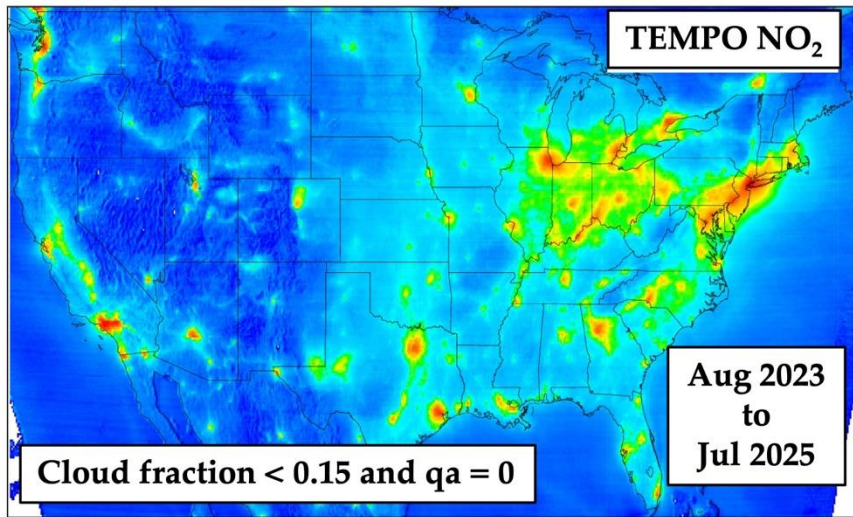 TEMPO NO₂
Aug 2023
to
Jul 2025
Cloud fraction < 0.15 and qa = 0